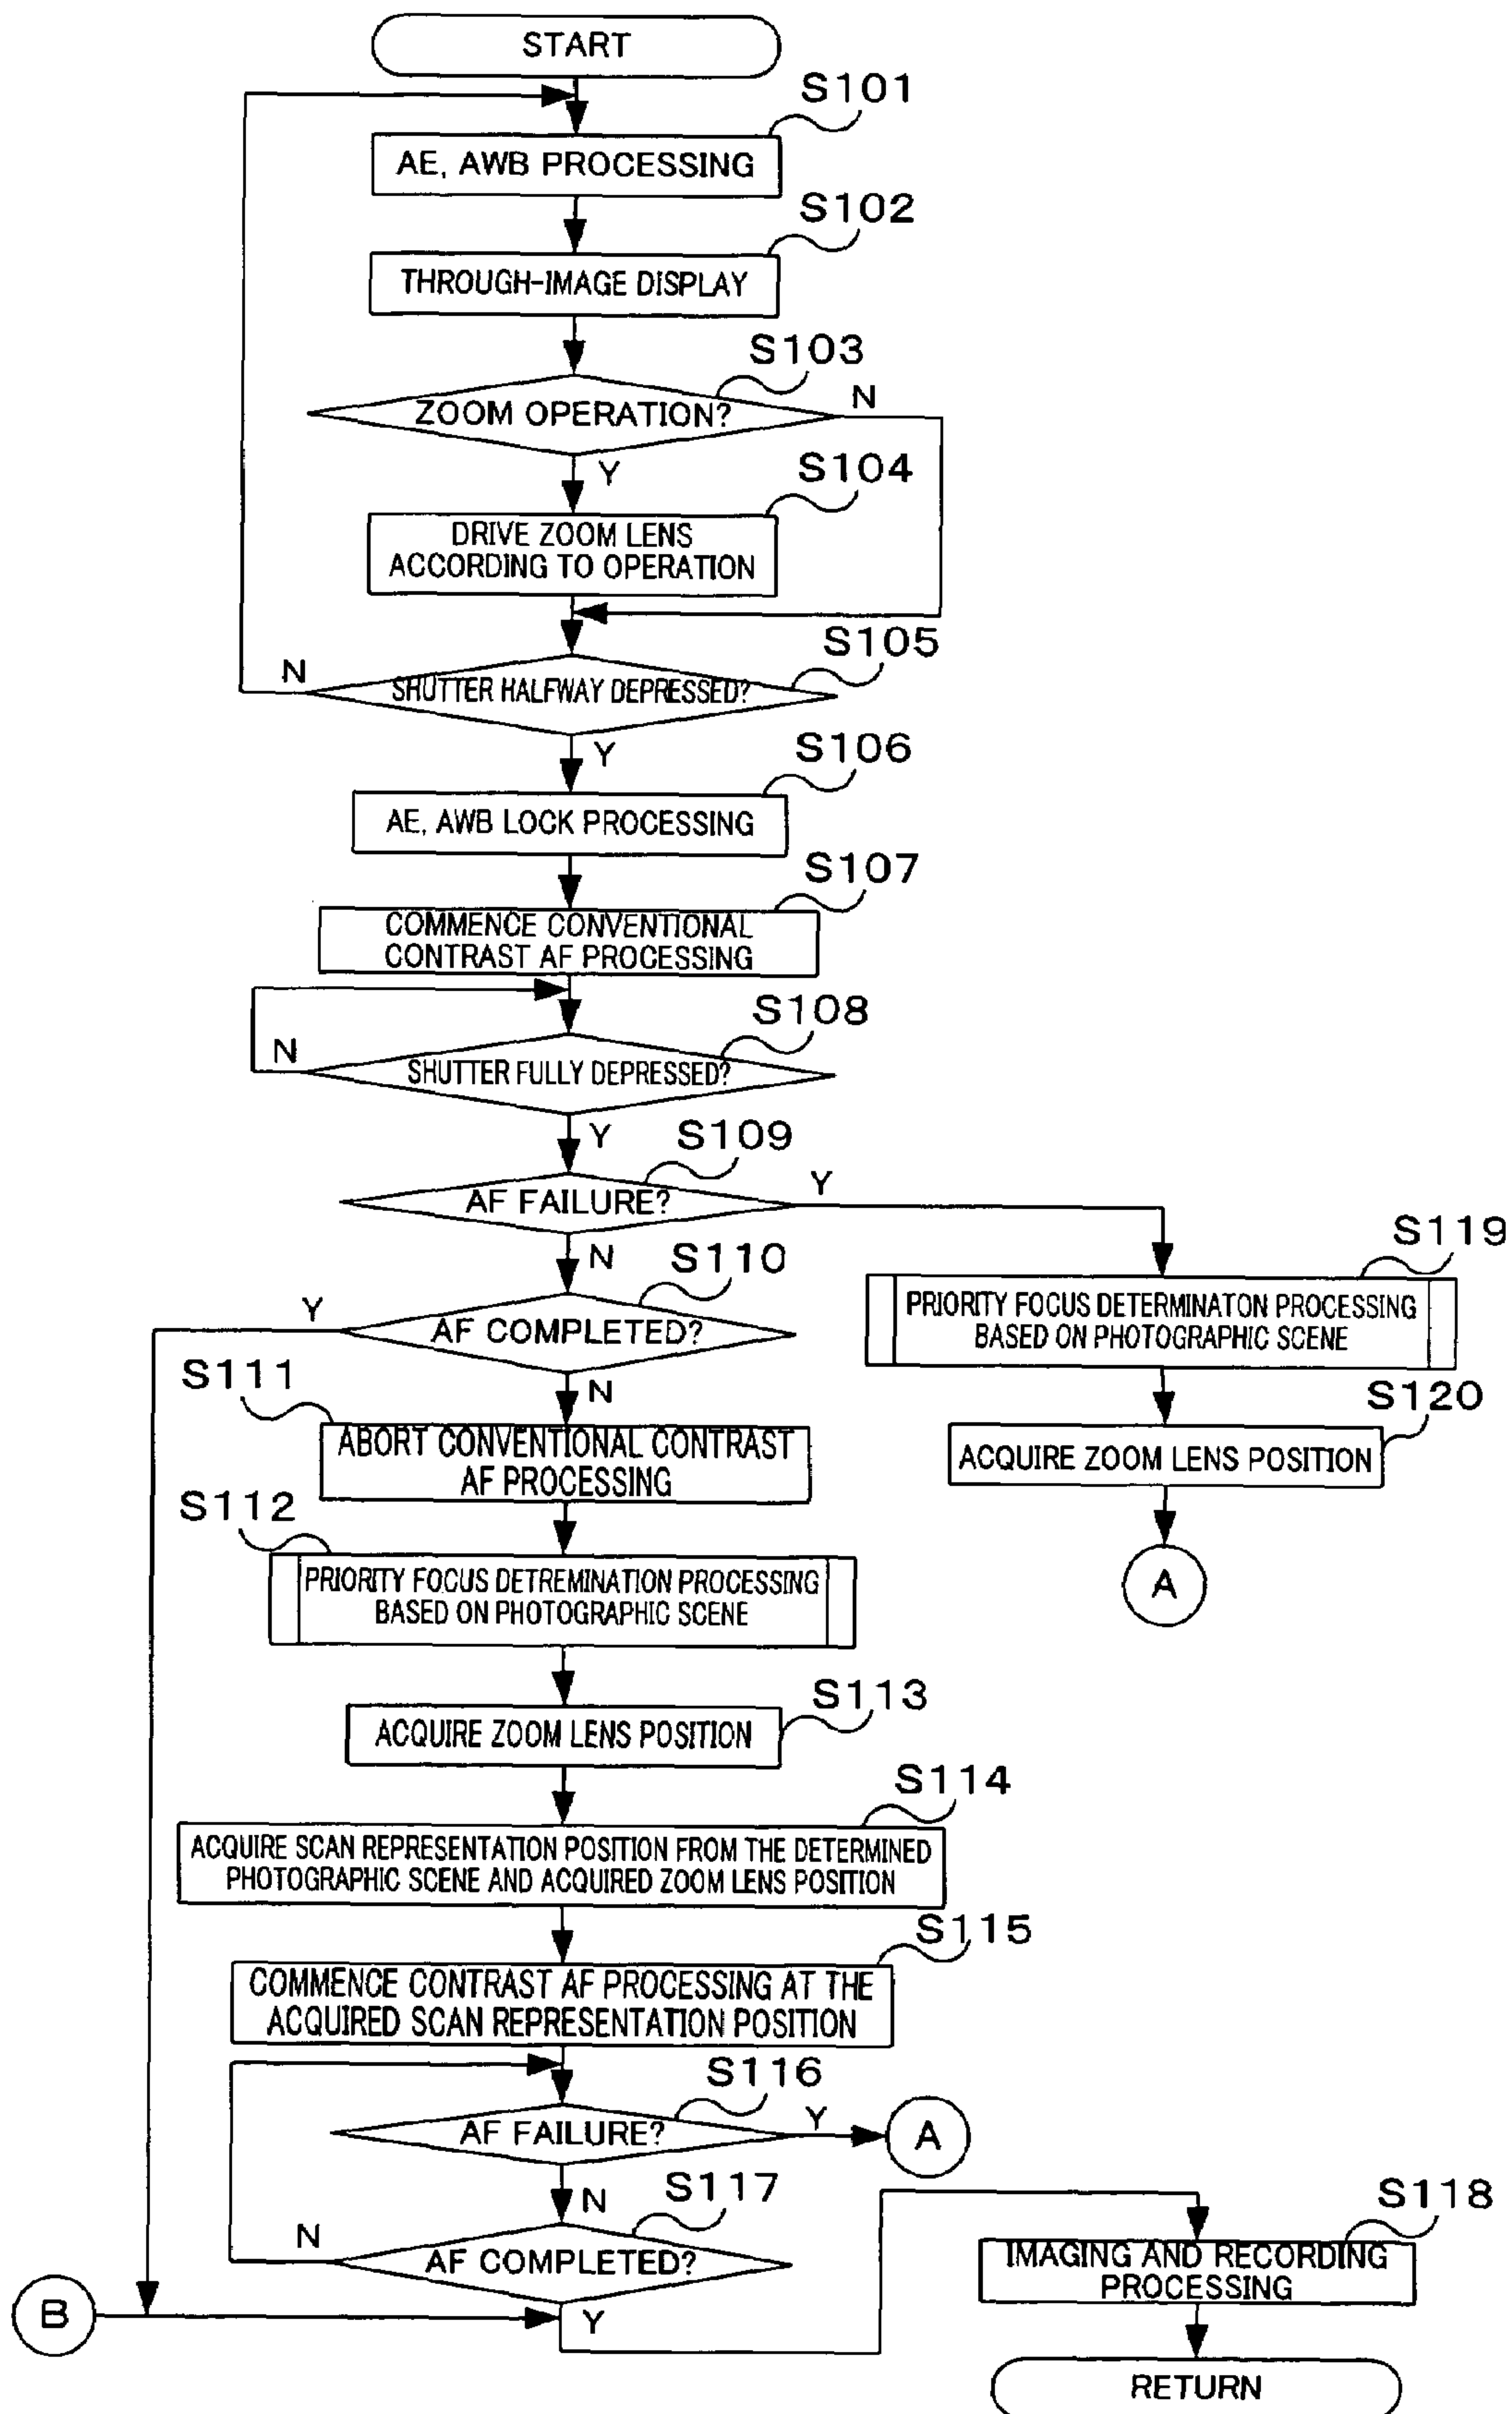 START
S101
AE, AWB PROCESSING
S102
THROUGH-IMAGE DISPLAY
S103
ZOOM OPERATION?
N
Y
S104
DRIVE ZOOM LENS
ACCORDING TO OPERATION
S105
N
SHUTTER HALFWAY DEPRESSED?
Y
S106
AE, AWB LOCK PROCESSING
S107
COMMENCE CONVENTIONAL
CONTRAST AF PROCESSING
S108
N
SHUTTER FULLY DEPRESSED?
Y
S109
AF FAILURE?
Y
N
S110
Y
AF COMPLETED?
N
S119
PRIORITY FOCUS DETERMINATON PROCESSING
BASED ON PHOTOGRAPHIC SCENE
S120
ACQUIRE ZOOM LENS POSITION
A
S111
ABORT CONVENTIONAL CONTRAST
AF PROCESSING
S112
PRIORITY FOCUS DETREMINATION PROCESSING
BASED ON PHOTOGRAPHIC SCENE
S113
ACQUIRE ZOOM LENS POSITION
S114
ACQUIRE SCAN REPRESENTATION POSITION FROM THE DETERMINED
PHOTOGRAPHIC SCENE AND ACQUIRED ZOOM LENS POSITION
S115
COMMENCE CONTRAST AF PROCESSING AT THE
ACQUIRED SCAN REPRESENTATION POSITION
S116
AF FAILURE?
Y
A
N
S117
N
AF COMPLETED?
Y
B
S118
IMAGING AND RECORDING
PROCESSING
RETURN